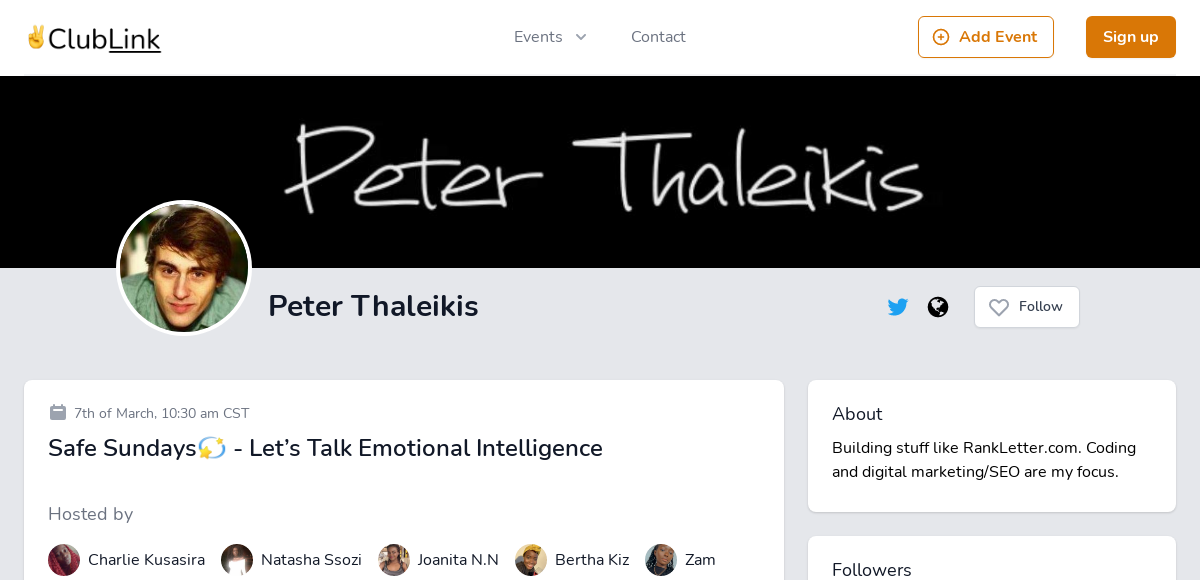 ✌ClubLink
Events
Contact
Add Event
Sign up
Peter Thaleikis
Peter Thaleikis
Follow
7th of March, 10:30 am CST
Safe Sundays💫 - Let’s Talk Emotional Intelligence
Hosted by
Charlie Kusasira
Natasha Ssozi
Joanita N.N
Bertha Kiz
Zam
About
Building stuff like RankLetter.com. Coding
and digital marketing/SEO are my focus.
Followers